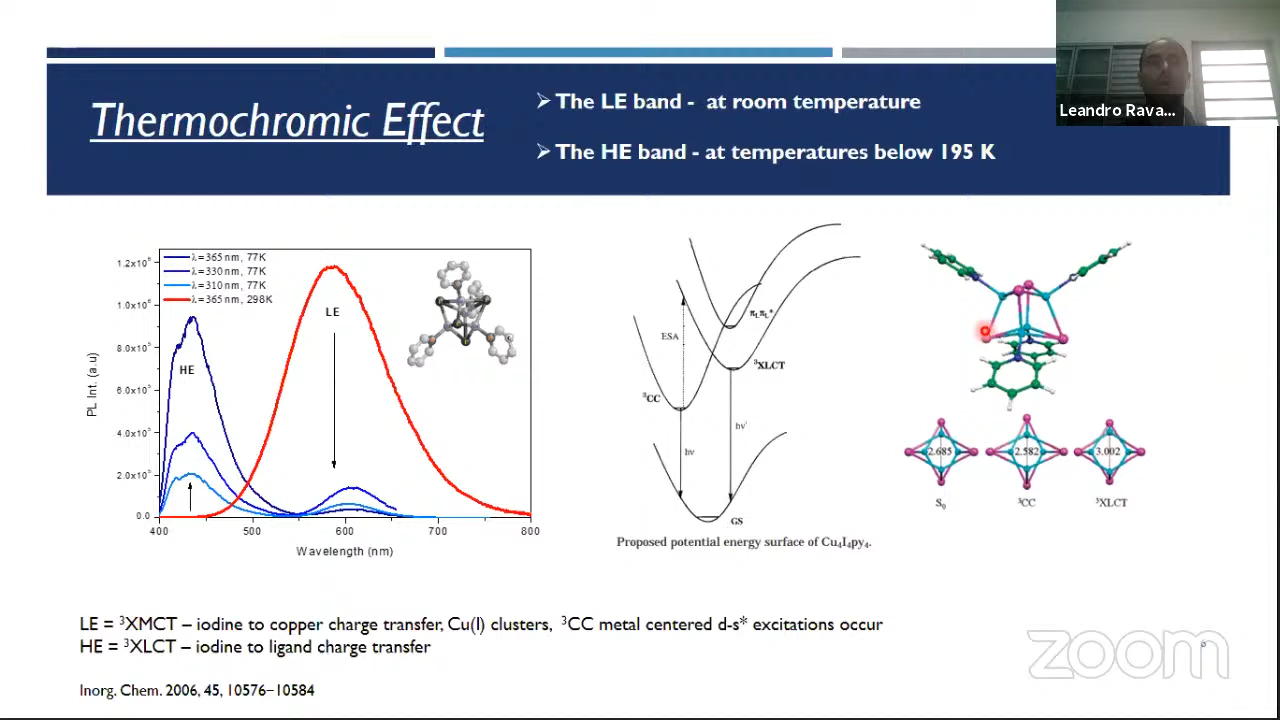 Thermochromic Effect
➢ The LE band - at room temperature
➢ The HE band - at temperatures below 195 K
Leandro Rava...
λ=365 nm, 77K
λ=330 nm, 77K
λ=310 nm, 77K
λ=365 nm, 298K
1.2x10⁶
1.0x10⁶
8.0x10⁵
6.0x10⁵
4.0x10⁵
2.0x10⁵
0.0
PL Int. (a.u)
HE
LE
400 500 600 700 800
Wavelength (nm)
ESA
π_Lπ_L*
³XLCT
³CC
hν
hν'
GS
Proposed potential energy surface of Cu₄I₄py₄.
2.685 2.582 3.002
S₀ ³CC ³XLCT
LE = ³XMCT – iodine to copper charge transfer, Cu(I) clusters, ³CC metal centered d-s* excitations occur
HE = ³XLCT – iodine to ligand charge transfer
Inorg. Chem. 2006, 45, 10576−10584
zoom